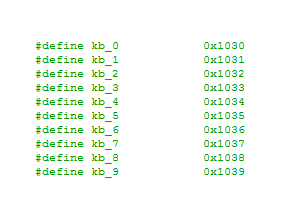 #define kb_0 0x1030
#define kb_1 0x1031
#define kb_2 0x1032
#define kb_3 0x1033
#define kb_4 0x1034
#define kb_5 0x1035
#define kb_6 0x1036
#define kb_7 0x1037
#define kb_8 0x1038
#define kb_9 0x1039